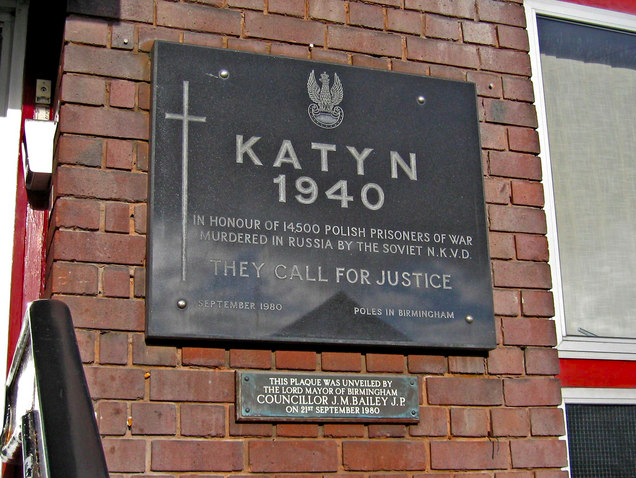 KATYN
1940
IN HONOUR OF 14,500 POLISH PRISONERS OF WAR
MURDERED IN RUSSIA BY THE SOVIET N.K.V.D.
THEY CALL FOR JUSTICE
SEPTEMBER 1980
POLES IN BIRMINGHAM
THIS PLAQUE WAS UNVEILED BY
THE LORD MAYOR OF BIRMINGHAM
COUNCILLOR J.M.BAILEY J.P.
ON 21ST SEPTEMBER 1980